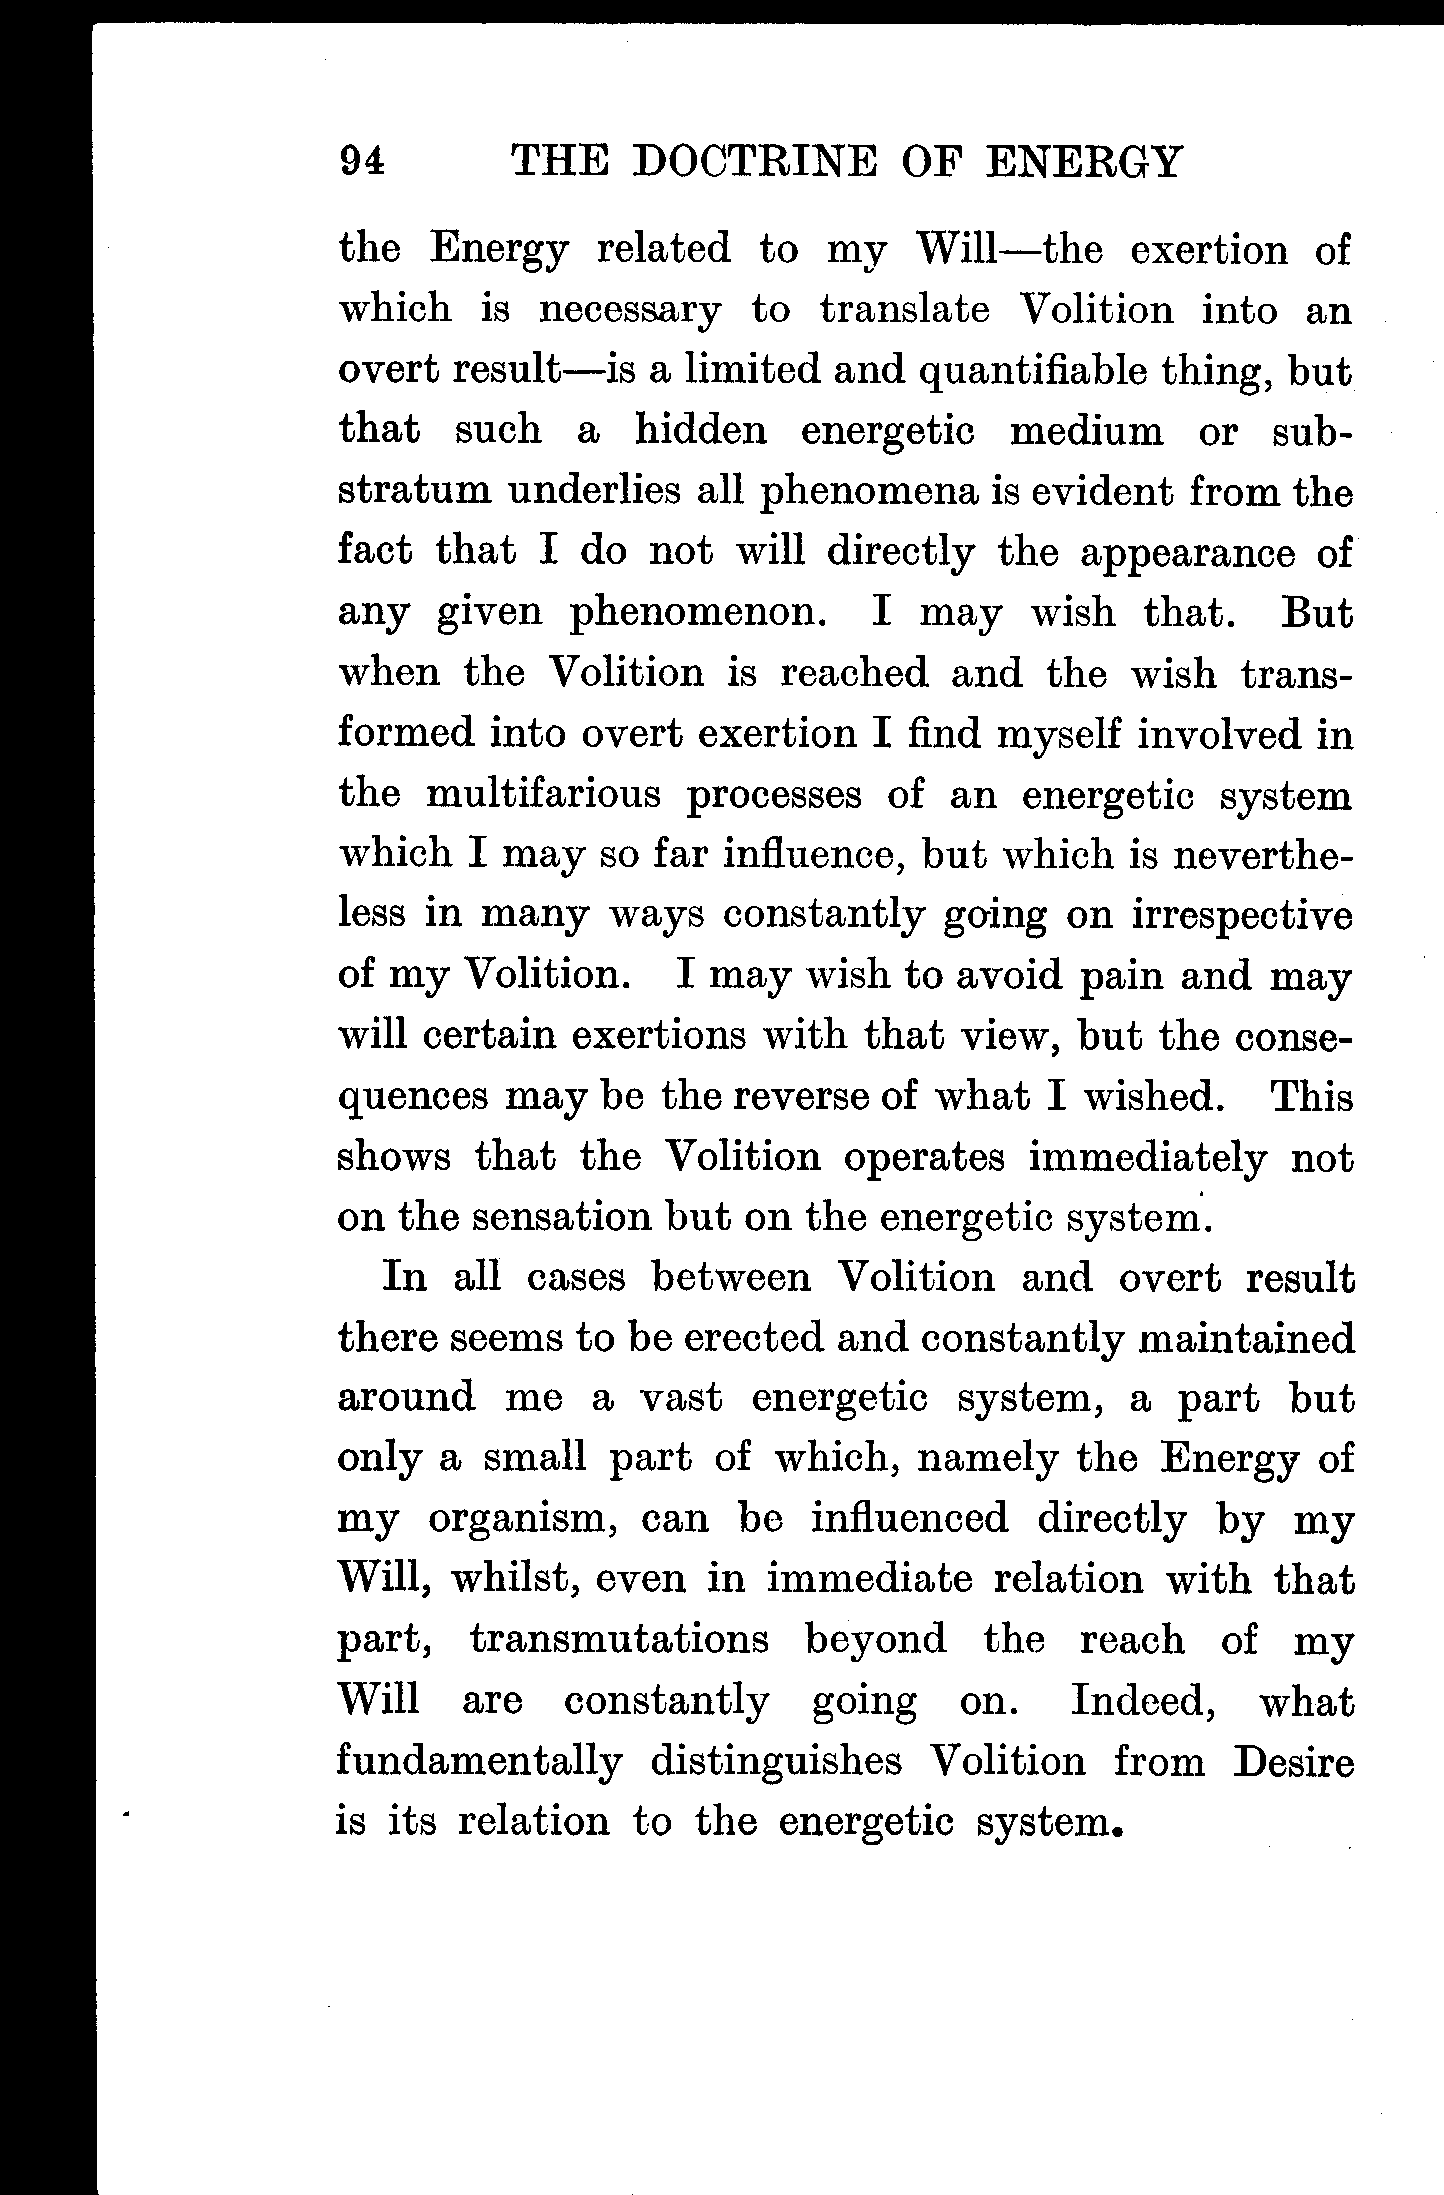 94 THE DOCTRINE OF ENERGY
the Energy related to my Will—the exertion of
which is necessary to translate Volition into an
overt result—is a limited and quantifiable thing, but
that such a hidden energetic medium or sub-
stratum underlies all phenomena is evident from the
fact that I do not will directly the appearance of
any given phenomenon. I may wish that. But
when the Volition is reached and the wish trans-
formed into overt exertion I find myself involved in
the multifarious processes of an energetic system
which I may so far influence, but which is neverthe-
less in many ways constantly going on irrespective
of my Volition. I may wish to avoid pain and may
will certain exertions with that view, but the conse-
quences may be the reverse of what I wished. This
shows that the Volition operates immediately not
on the sensation but on the energetic system.
In all cases between Volition and overt result
there seems to be erected and constantly maintained
around me a vast energetic system, a part but
only a small part of which, namely the Energy of
my organism, can be influenced directly by my
Will, whilst, even in immediate relation with that
part, transmutations beyond the reach of my
Will are constantly going on. Indeed, what
fundamentally distinguishes Volition from Desire
is its relation to the energetic system.